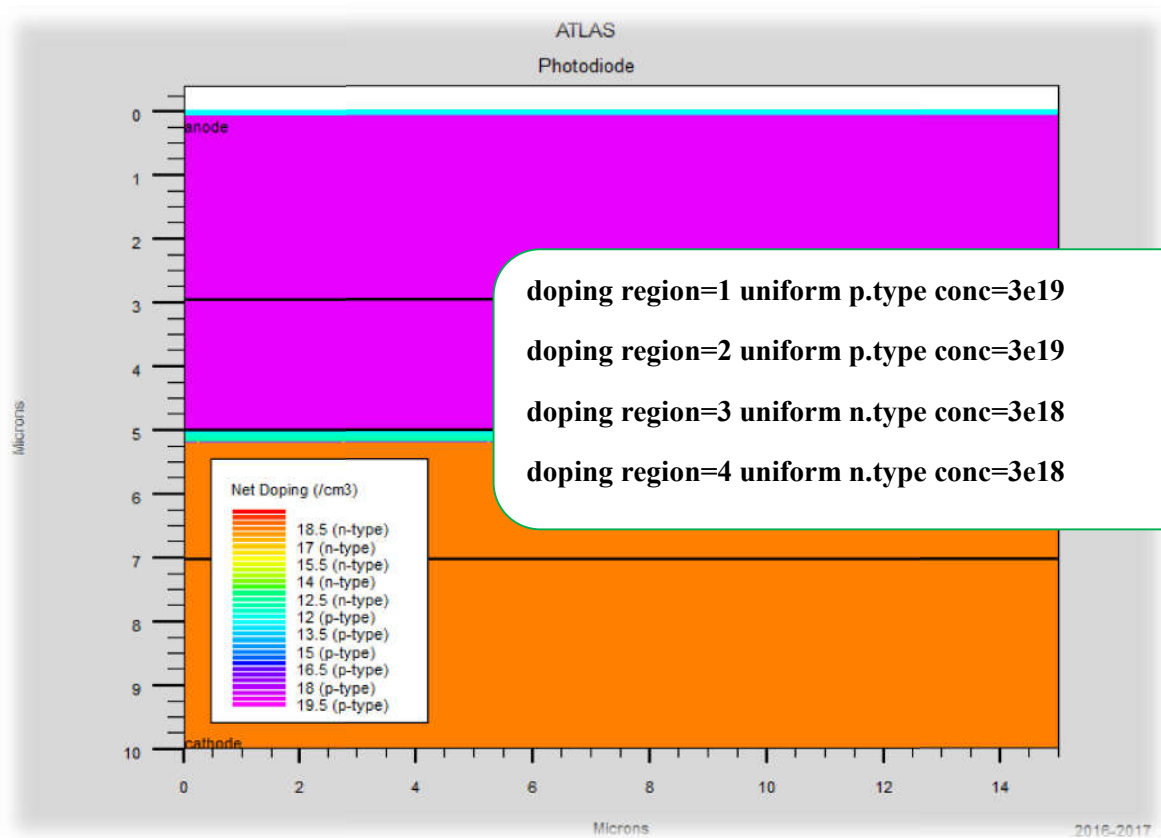 ATLAS
Photodiode
0
anode
1
2
3
4
5
6
7
8
9
10
Microns
doping region=1 uniform p.type conc=3e19
doping region=2 uniform p.type conc=3e19
doping region=3 uniform n.type conc=3e18
doping region=4 uniform n.type conc=3e18
Net Doping (/cm3)
18.5 (n-type)
17 (n-type)
15.5 (n-type)
14 (n-type)
12.5 (n-type)
12 (p-type)
13.5 (p-type)
15 (p-type)
16.5 (p-type)
18 (p-type)
19.5 (p-type)
cathode
0 2 4 6 8 10 12 14
Microns
2016-2017